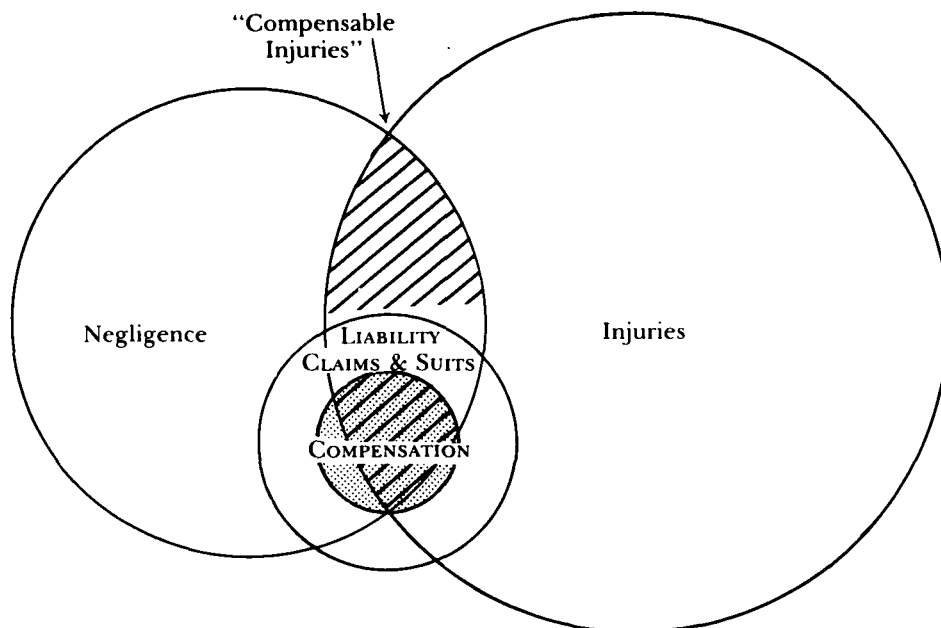 "Compensable
Injuries"
Negligence
LIABILITY
CLAIMS & SUITS
Injuries
COMPENSATION